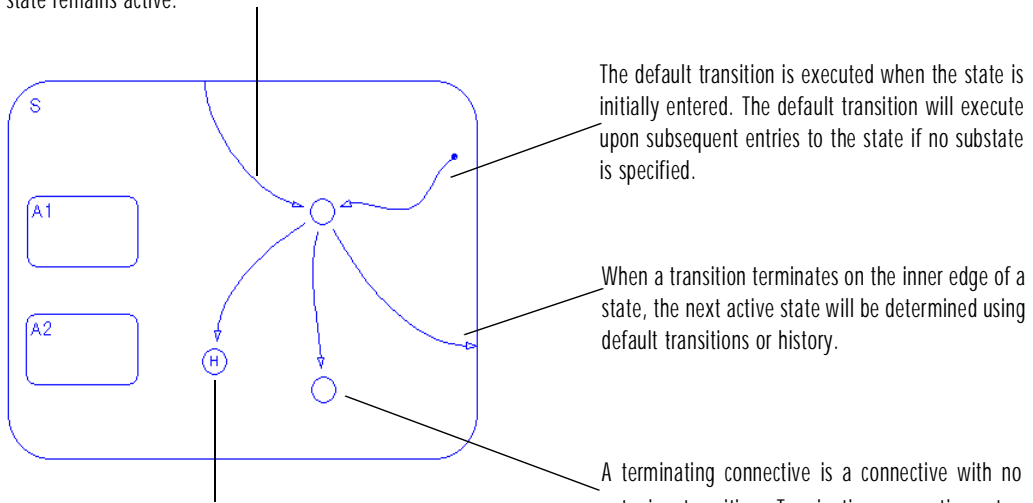 state remains active.
The default transition is executed when the state is
initially entered. The default transition will execute
upon subsequent entries to the state if no substate
is specified.
S
A1
When a transition terminates on the inner edge of a
state, the next active state will be determined using
default transitions or history.
A2
H
A terminating connective is a connective with no